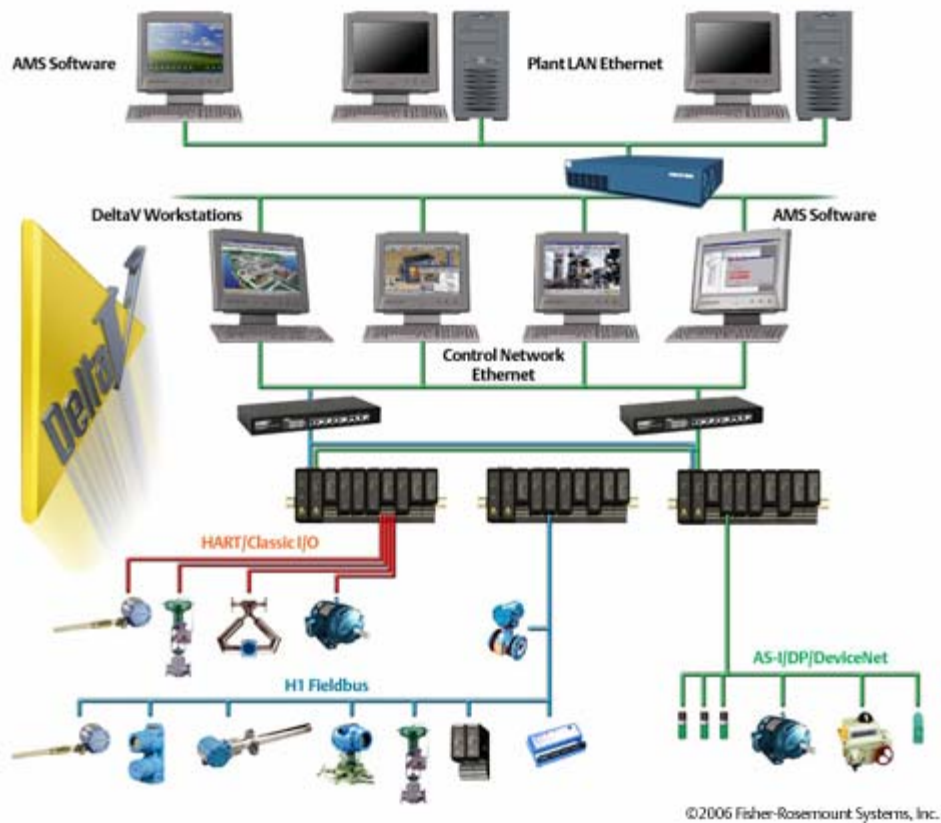 AMS Software
Plant LAN Ethernet
DeltaV Workstations
AMS Software
DeltaV
Control Network
Ethernet
HART/Classic I/O
AS-I/DP/DeviceNet
H1 Fieldbus
©2006 Fisher-Rosemount Systems, Inc.